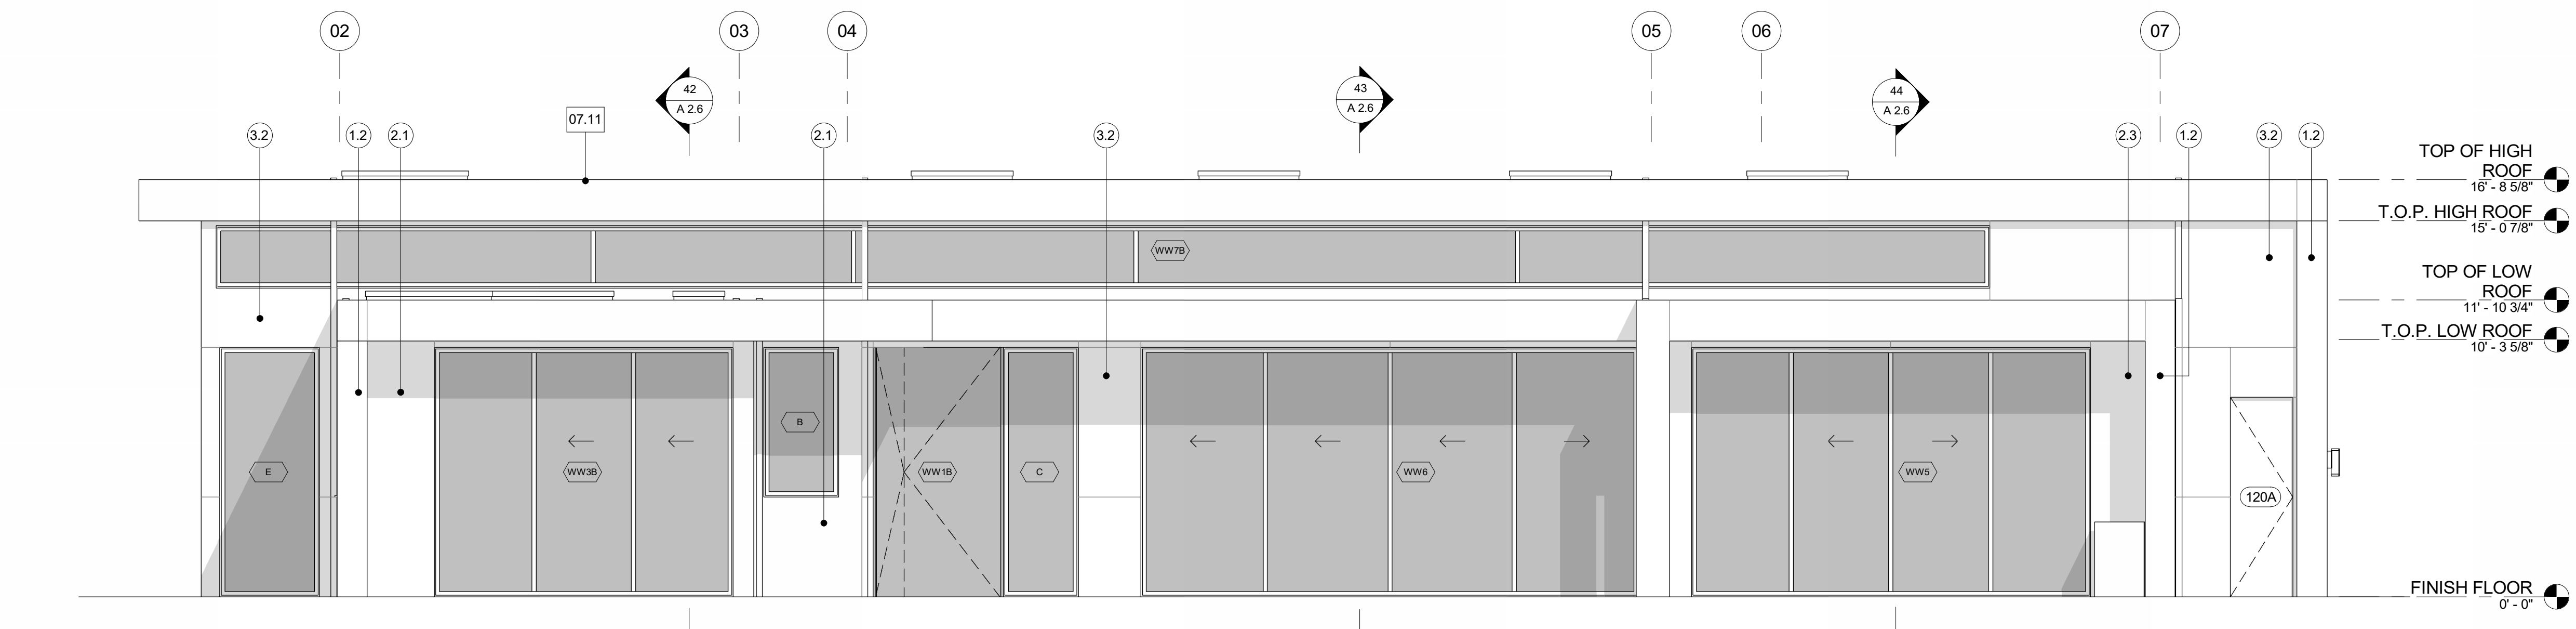 02
03
04
05
06
07
42
A 2.6
43
A 2.6
44
A 2.6
07.11
3.2
1.2
2.1
2.1
3.2
2.3
1.2
3.2
1.2
TOP OF HIGH
ROOF
16' - 8 5/8"
T.O.P. HIGH ROOF
15' - 0 7/8"
WW7B
TOP OF LOW
ROOF
11' - 10 3/4"
T.O.P. LOW ROOF
10' - 3 5/8"
B
E
WW3B
WW1B
C
WW6
WW5
120A
FINISH FLOOR
0' - 0"